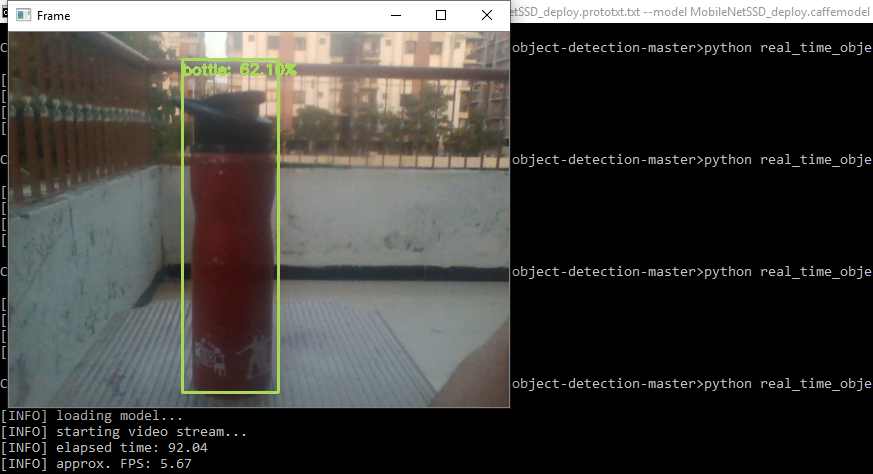 Frame
etSSD_deploy.prototxt.txt --model MobileNetSSD_deploy.caffemodel
bottle: 62.10%
object-detection-master>python real_time_obje
object-detection-master>python real_time_obje
object-detection-master>python real_time_obje
object-detection-master>python real_time_obje
[INFO] loading model...
[INFO] starting video stream...
[INFO] elapsed time: 92.04
[INFO] approx. FPS: 5.67